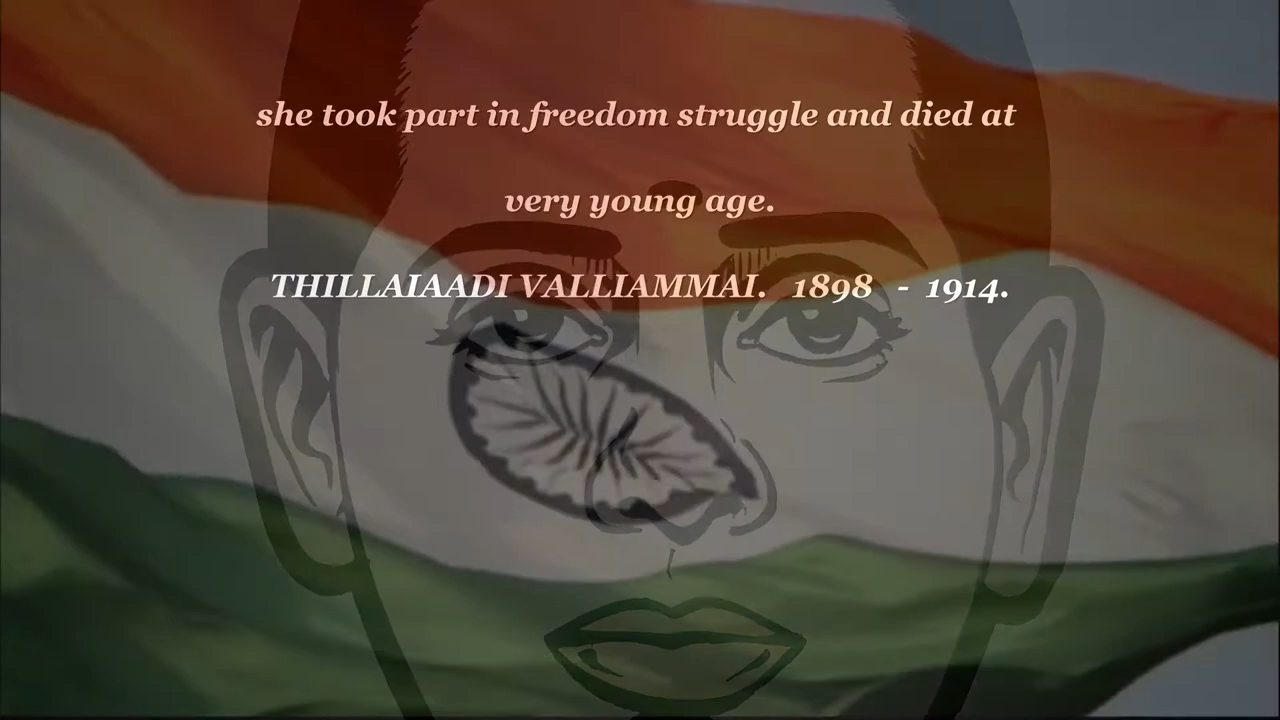 she took part in freedom struggle and died at
very young age.
THILLAIAADI VALLIAMMAI. 1898 - 1914.